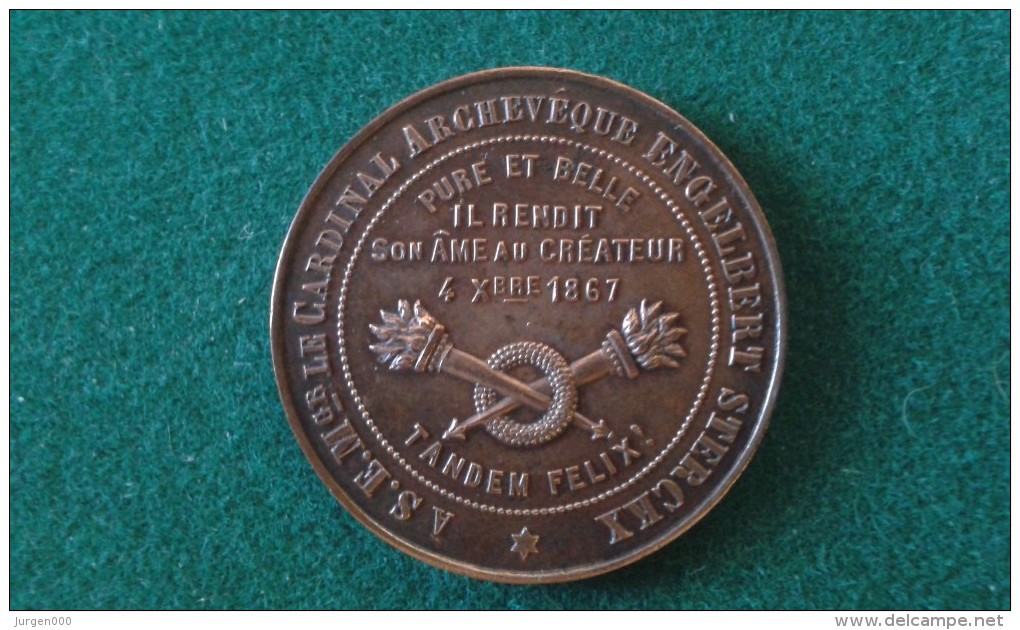 A S. E. Mgr LE CARDINAL ARCHEVÊQUE ENGELBERT STERCKX
PURE ET BELLE
IL RENDIT
SON ÂME AU CRÉATEUR
4 XBRE 1867
TANDEM FELIX!
jurgen000
www.delcampe.net